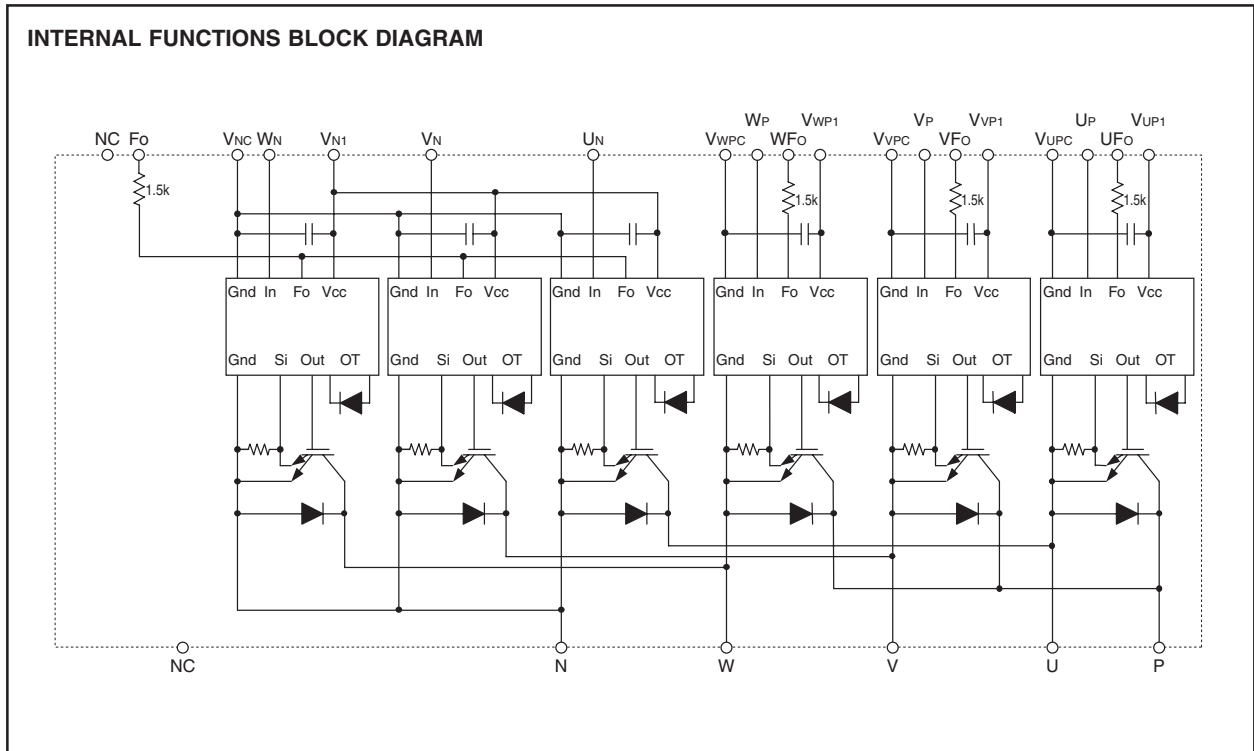 INTERNAL FUNCTIONS BLOCK DIAGRAM
WP VWP1 VP VVP1 UP VUP1
NC FO VNC WN VN1 VN UN VWPC WFO VVPC VFO VUPC UFO
1.5k 1.5k 1.5k 1.5k
Gnd In Fo Vcc Gnd In Fo Vcc Gnd In Fo Vcc Gnd In Fo Vcc Gnd In Fo Vcc Gnd In Fo Vcc
Gnd Si Out OT Gnd Si Out OT Gnd Si Out OT Gnd Si Out OT Gnd Si Out OT Gnd Si Out OT
NC N W V U P